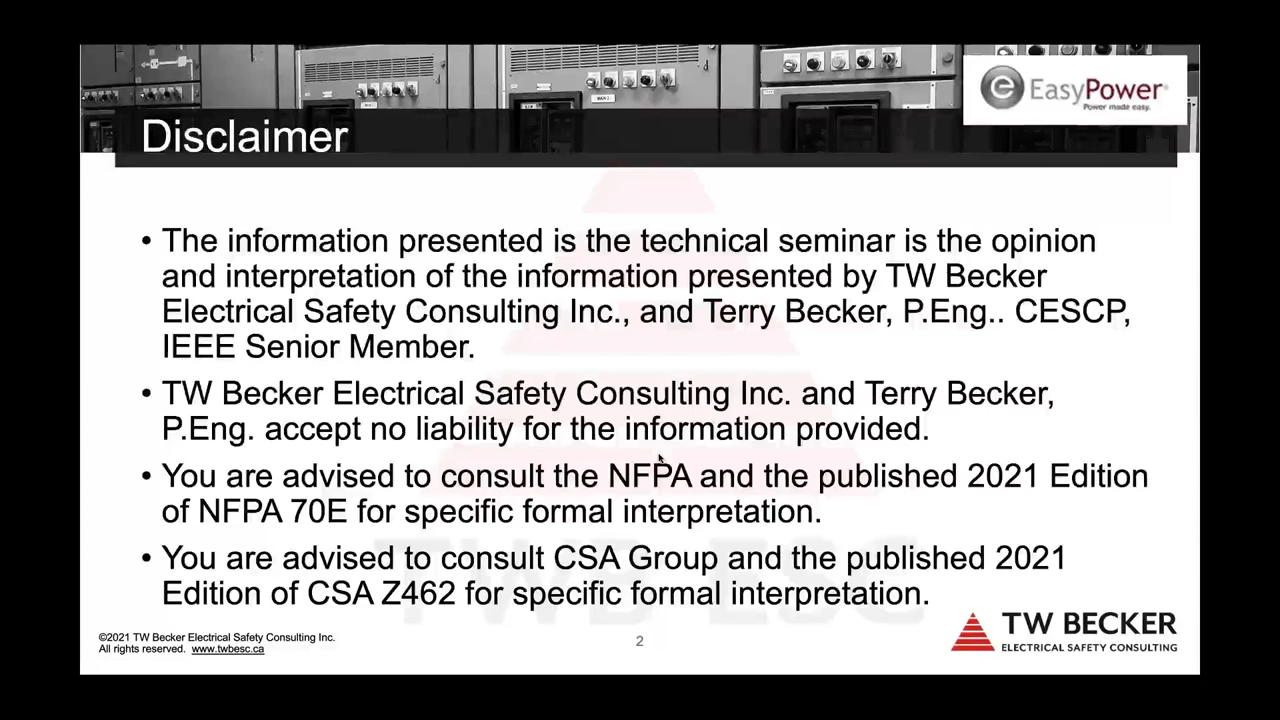 EasyPower
Power made easy.
Disclaimer
• The information presented is the technical seminar is the opinion
and interpretation of the information presented by TW Becker
Electrical Safety Consulting Inc., and Terry Becker, P.Eng.. CESCP,
IEEE Senior Member.
• TW Becker Electrical Safety Consulting Inc. and Terry Becker,
P.Eng. accept no liability for the information provided.
• You are advised to consult the NFPA and the published 2021 Edition
of NFPA 70E for specific formal interpretation.
• You are advised to consult CSA Group and the published 2021
Edition of CSA Z462 for specific formal interpretation.
TWB ESC
©2021 TW Becker Electrical Safety Consulting Inc.
All rights reserved. www.twbesc.ca
2
TW BECKER
ELECTRICAL SAFETY CONSULTING